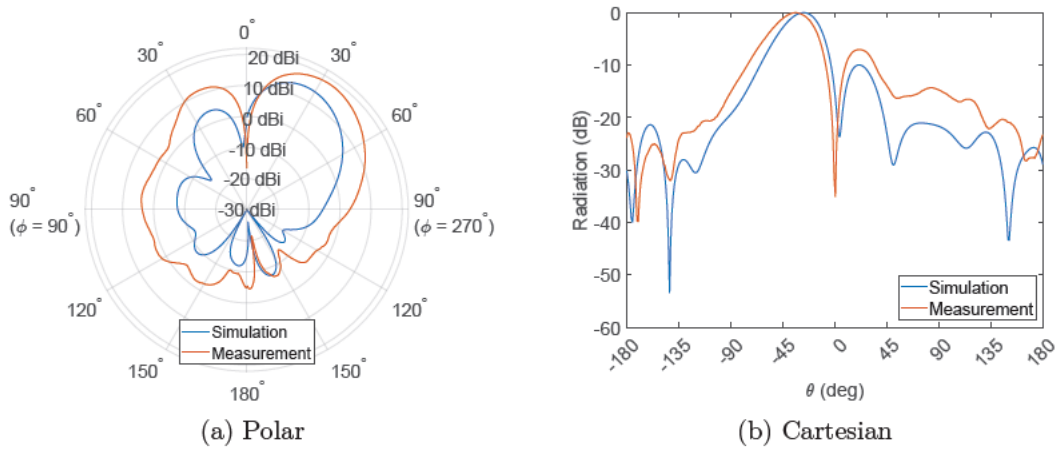 0°
30°
30°
60°
60°
90°
(ϕ = 90°)
90°
(ϕ = 270°)
120°
120°
150°
150°
180°
20 dBi
10 dBi
0 dBi
-10 dBi
-20 dBi
-30 dBi
Simulation
Measurement
(a) Polar
0
-10
-20
-30
-40
-50
-60
Radiation (dB)
-180
-135
-90
-45
0
45
90
135
180
θ (deg)
Simulation
Measurement
(b) Cartesian